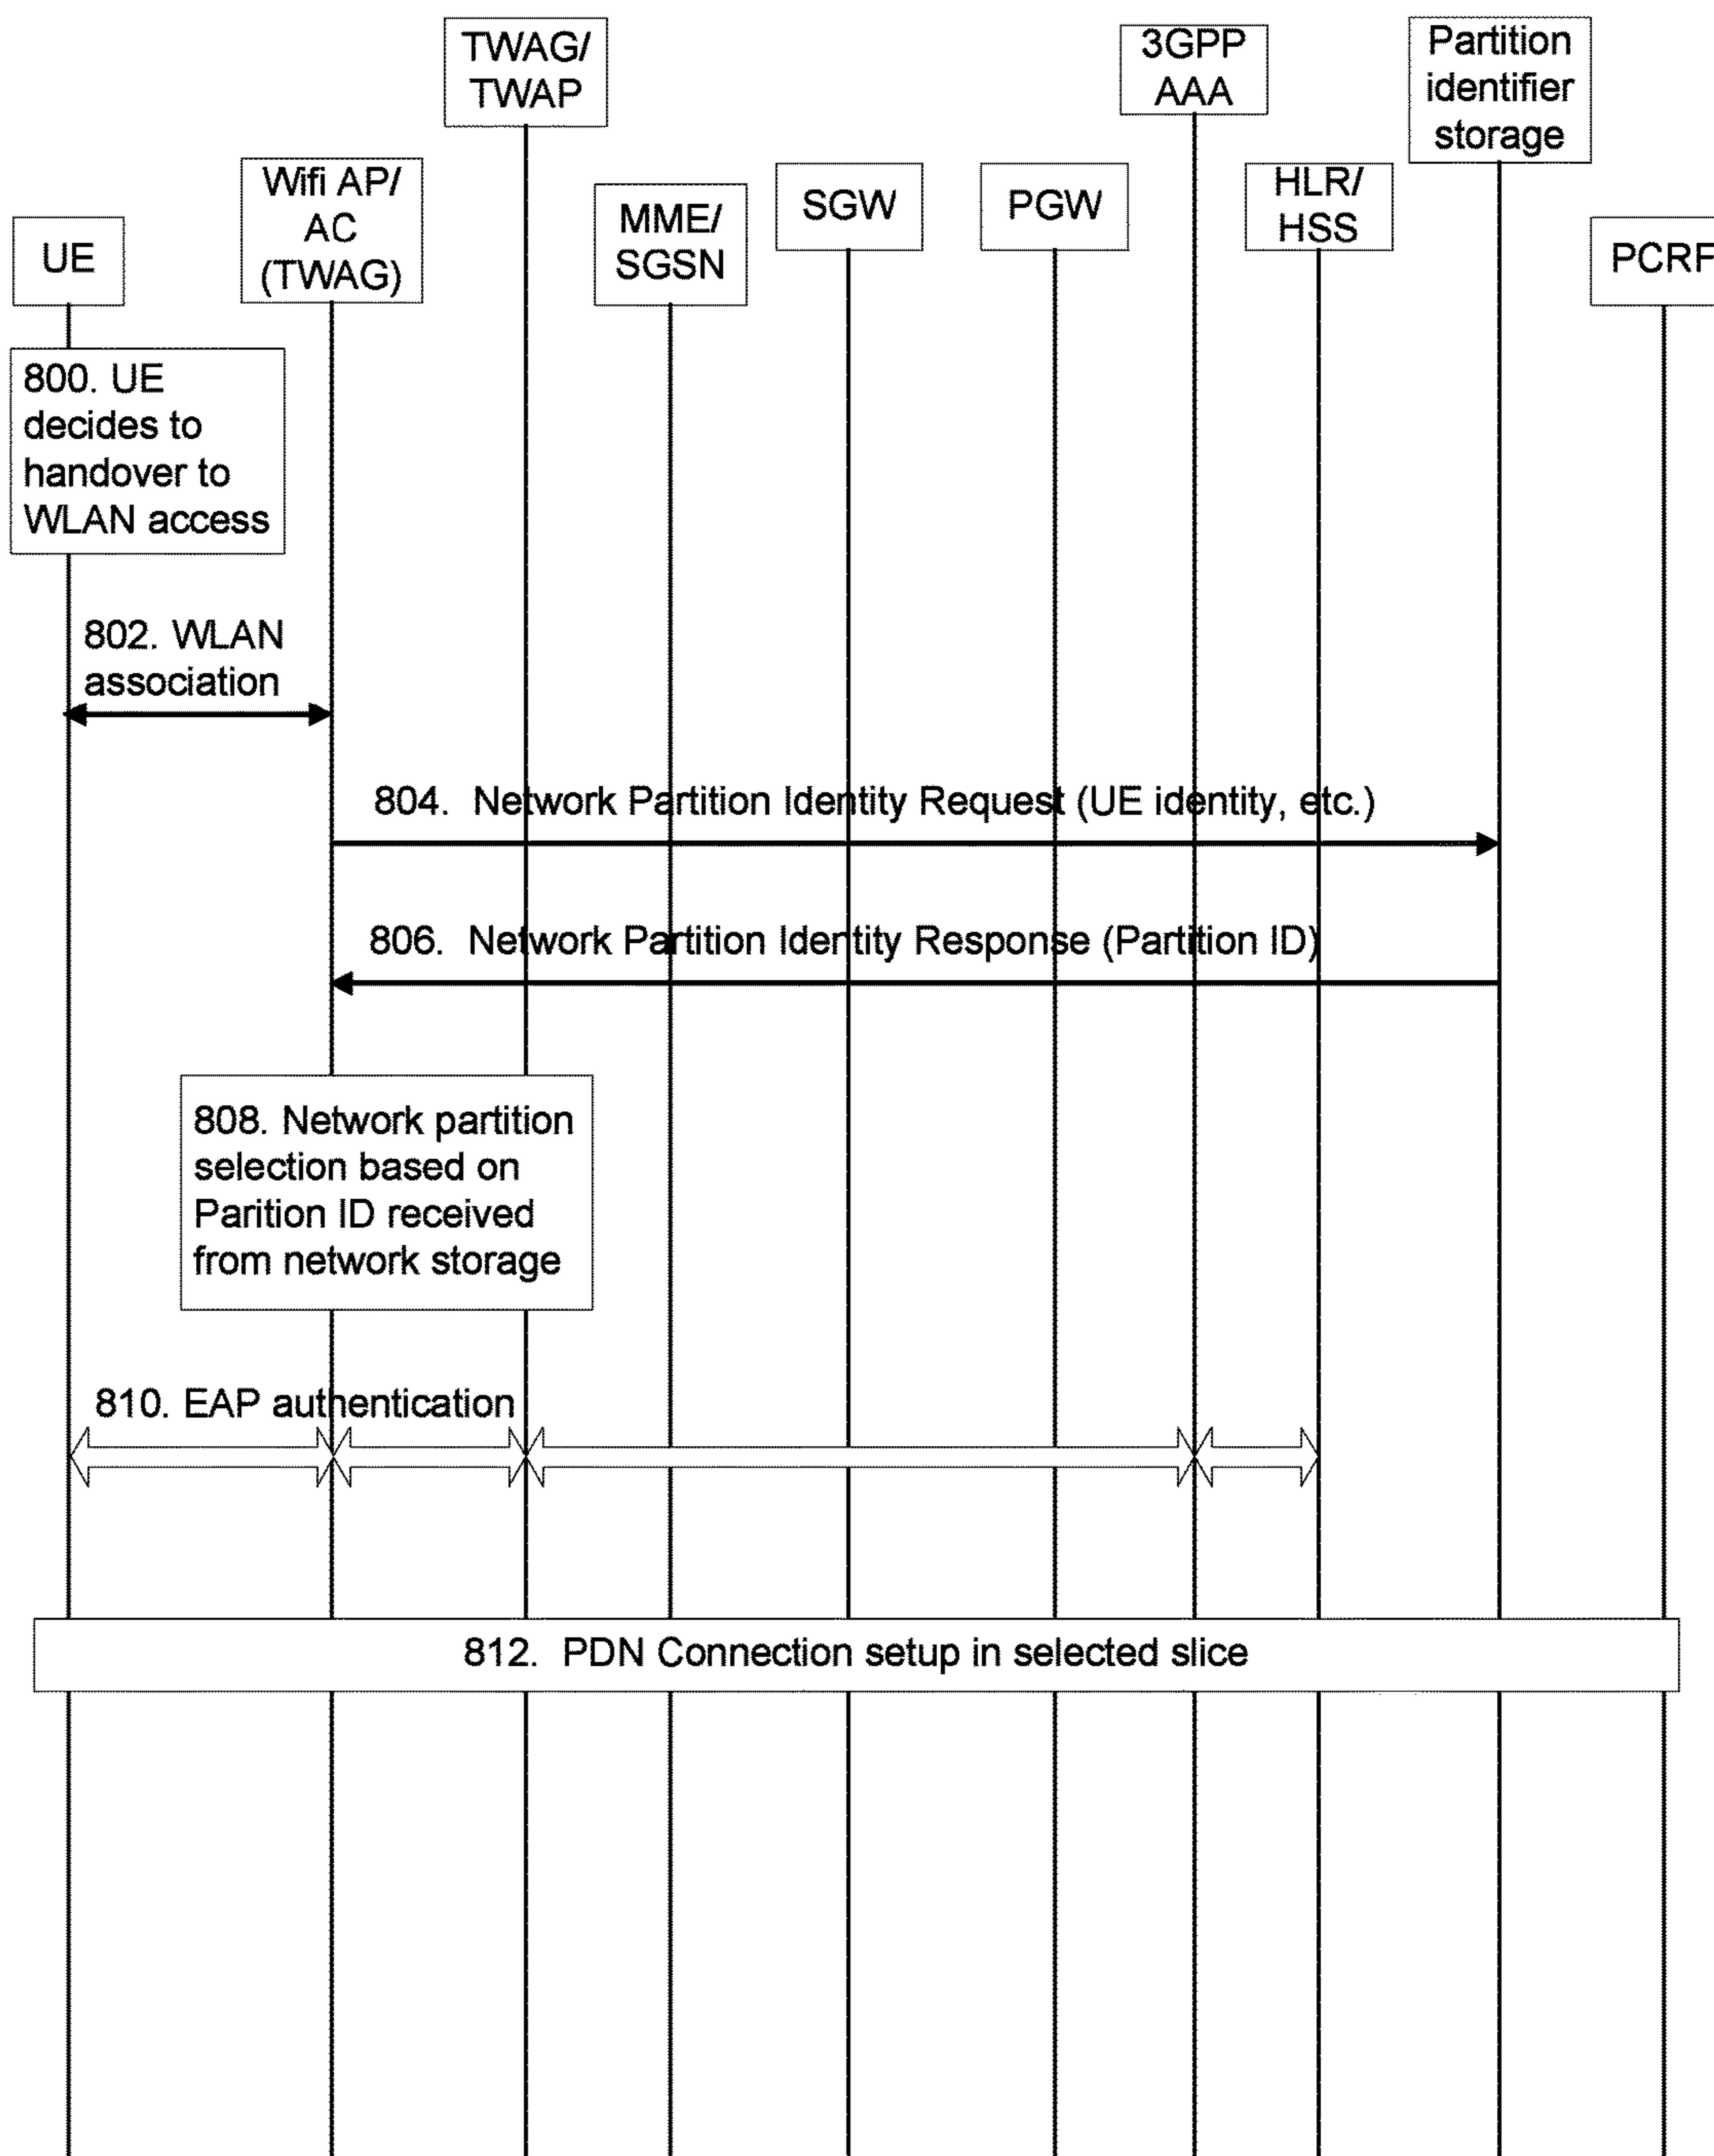 TWAG/
TWAP
3GPP
AAA
Partition
identifier
storage
Wifi AP/
AC
(TWAG)
MME/
SGSN
SGW
PGW
HLR/
HSS
UE
PCRF
800. UE
decides to
handover to
WLAN access
802. WLAN
association
804. Network Partition Identity Request (UE identity, etc.)
806. Network Partition Identity Response (Partition ID)
808. Network partition
selection based on
Parition ID received
from network storage
810. EAP authentication
812. PDN Connection setup in selected slice